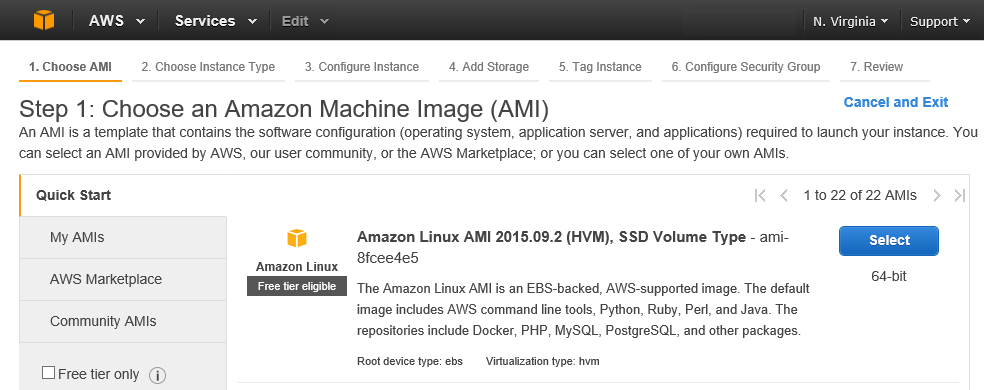 AWS Services Edit N. Virginia Support
1. Choose AMI 2. Choose Instance Type 3. Configure Instance 4. Add Storage 5. Tag Instance 6. Configure Security Group 7. Review
Step 1: Choose an Amazon Machine Image (AMI)
Cancel and Exit
An AMI is a template that contains the software configuration (operating system, application server, and applications) required to launch your instance. You
can select an AMI provided by AWS, our user community, or the AWS Marketplace; or you can select one of your own AMIs.
Quick Start
My AMIs
AWS Marketplace
Community AMIs
Free tier only
1 to 22 of 22 AMIs
Amazon Linux
Free tier eligible
Amazon Linux AMI 2015.09.2 (HVM), SSD Volume Type - ami-
8fcee4e5
The Amazon Linux AMI is an EBS-backed, AWS-supported image. The default
image includes AWS command line tools, Python, Ruby, Perl, and Java. The
repositories include Docker, PHP, MySQL, PostgreSQL, and other packages.
Root device type: ebs Virtualization type: hvm
Select
64-bit